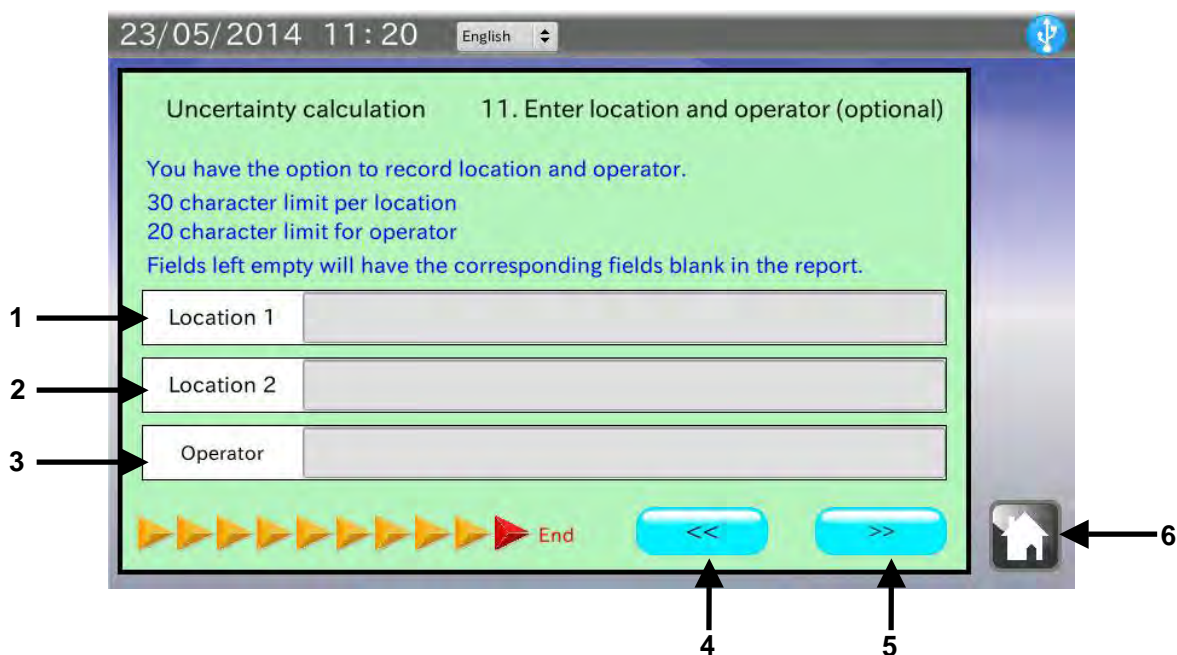 23/05/2014 11:20 English
Uncertainty calculation 11. Enter location and operator (optional)
You have the option to record location and operator.
30 character limit per location
20 character limit for operator
Fields left empty will have the corresponding fields blank in the report.
1 Location 1
2 Location 2
3 Operator
End << >> 6
4 5